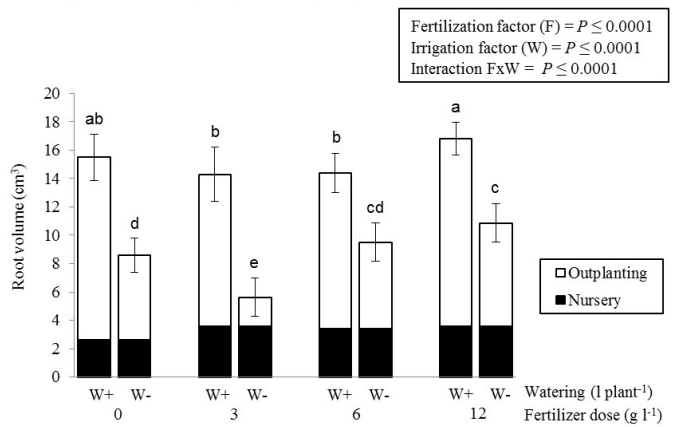 Fertilization factor (F) = P ≤ 0.0001
Irrigation factor (W) = P ≤ 0.0001
Interaction FxW = P ≤ 0.0001
Root volume (cm³)
20
18
16
14
12
10
8
6
4
2
0
ab
d
b
e
b
cd
a
c
Outplanting
Nursery
W+ W- W+ W- W+ W- W+ W- Watering (l plant⁻¹)
0 3 6 12 Fertilizer dose (g l⁻¹)